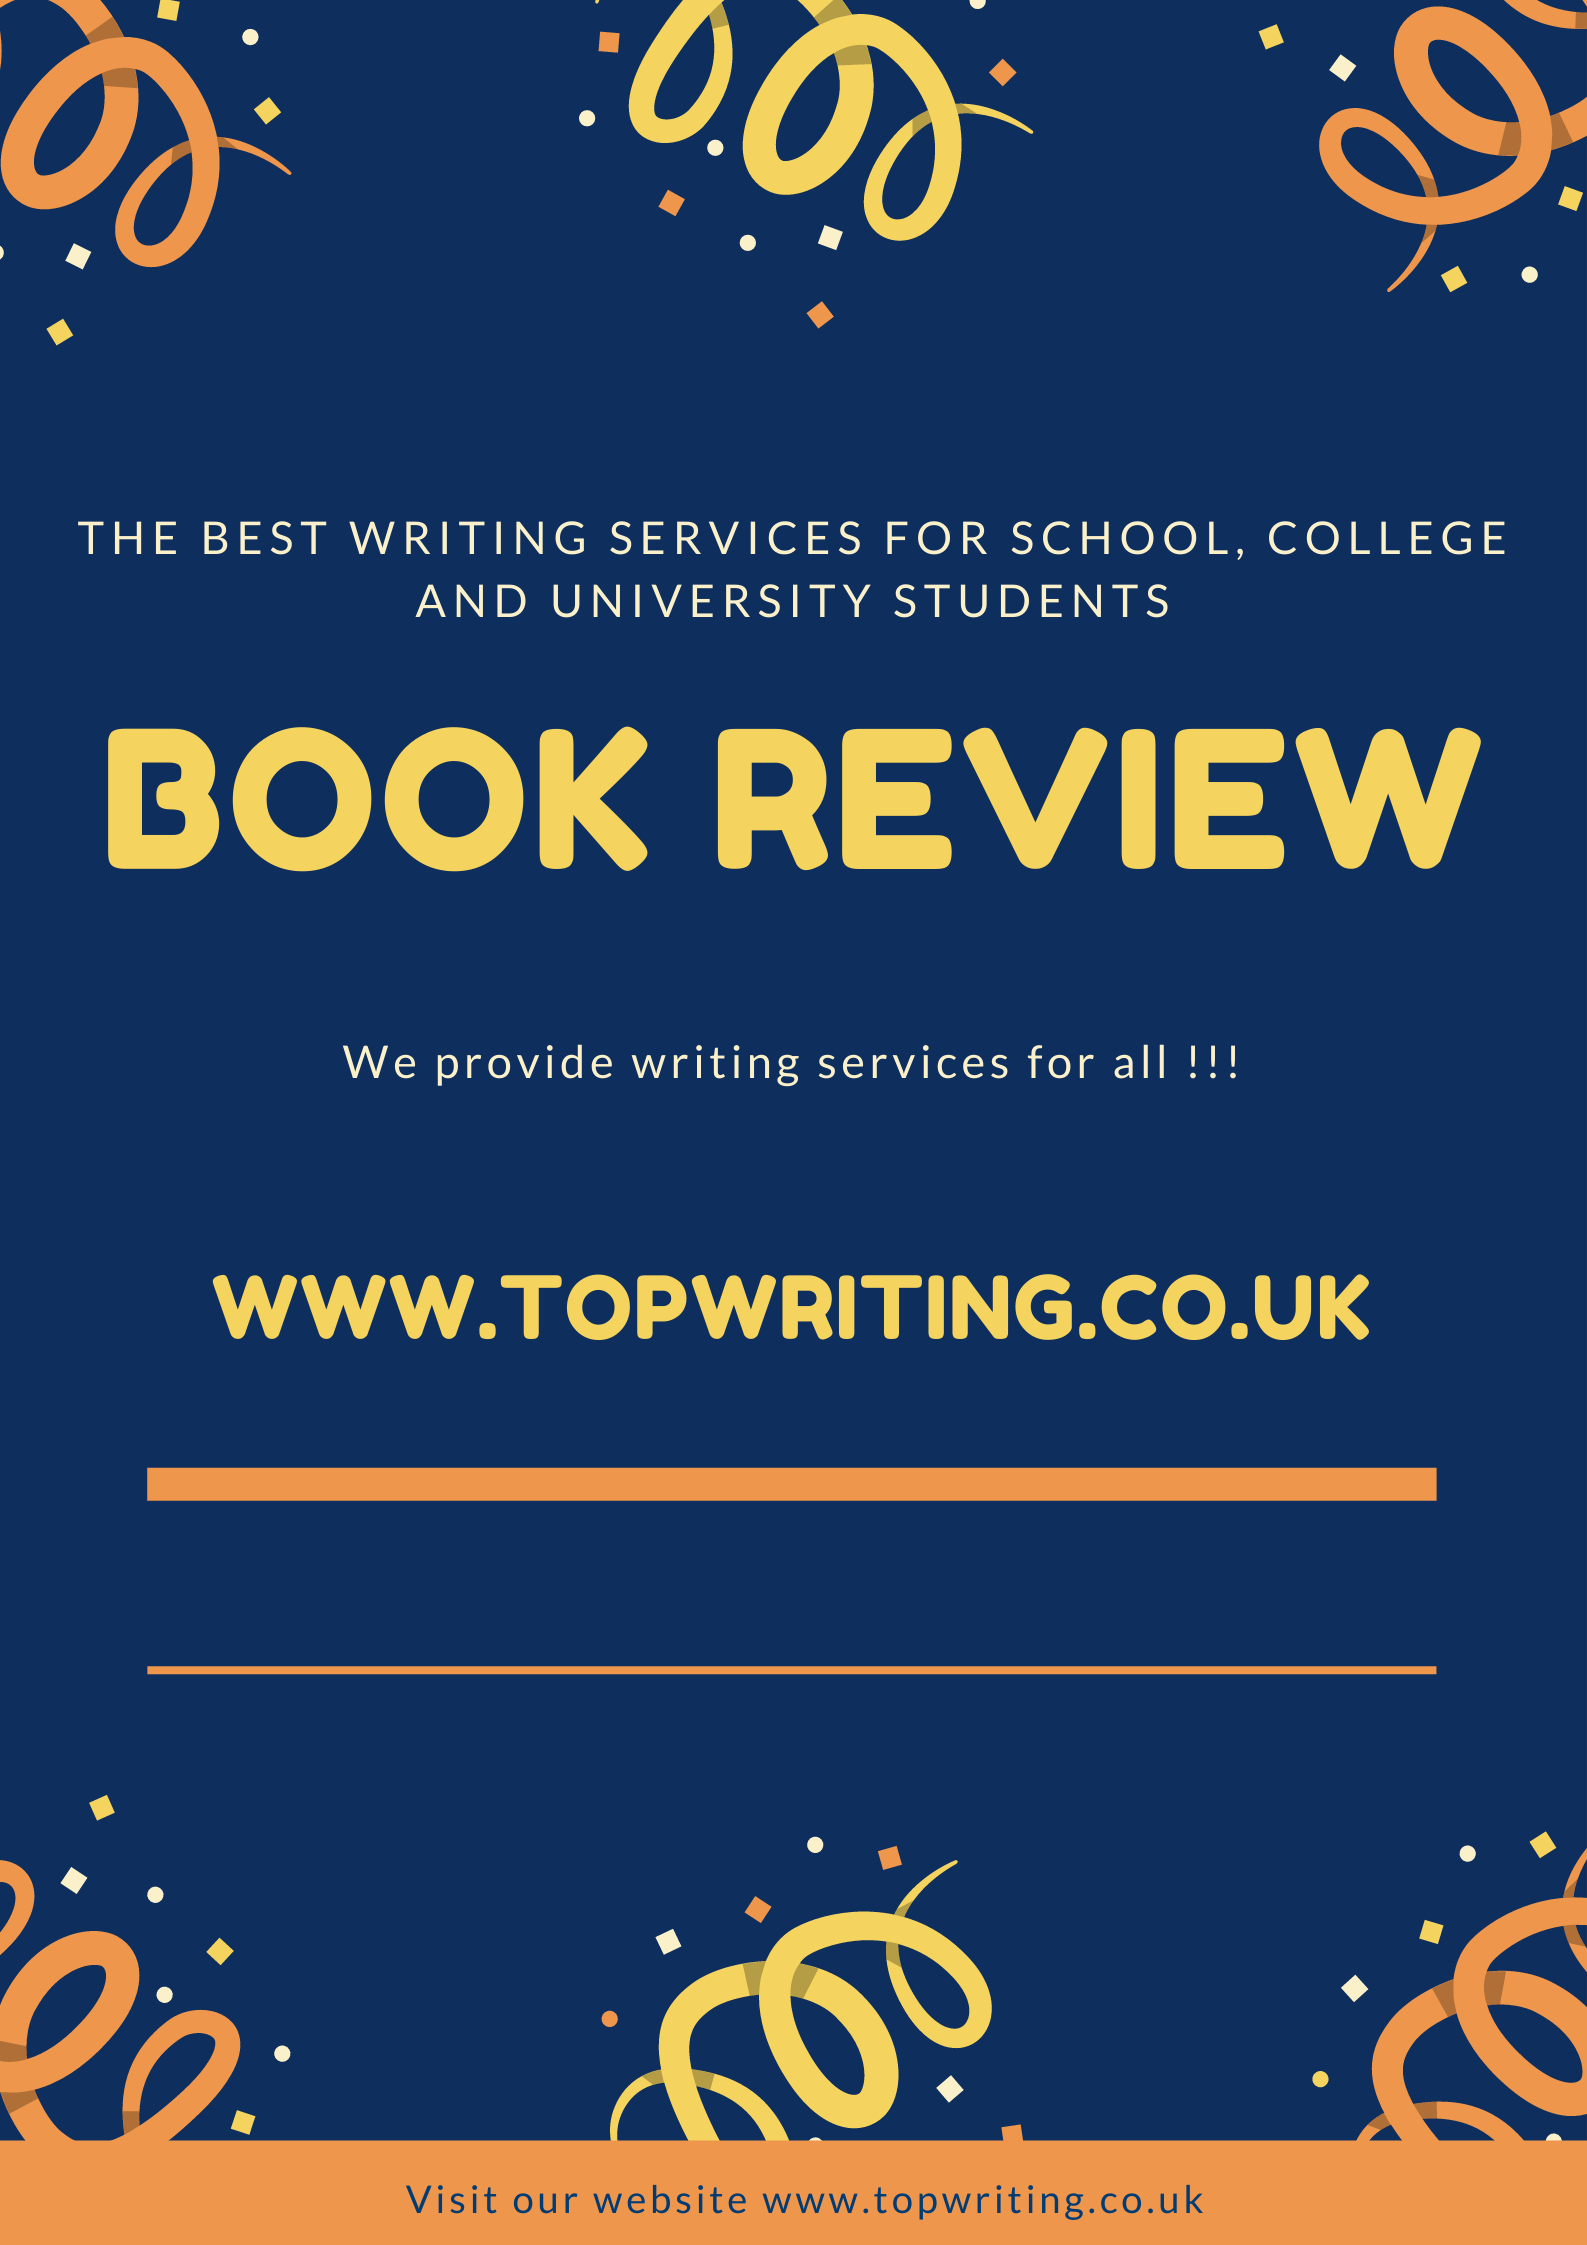 THE BEST WRITING SERVICES FOR SCHOOL, COLLEGE
AND UNIVERSITY STUDENTS
BOOK REVIEW
We provide writing services for all !!!
WWW.TOPWRITING.CO.UK
Visit our website www.topwriting.co.uk